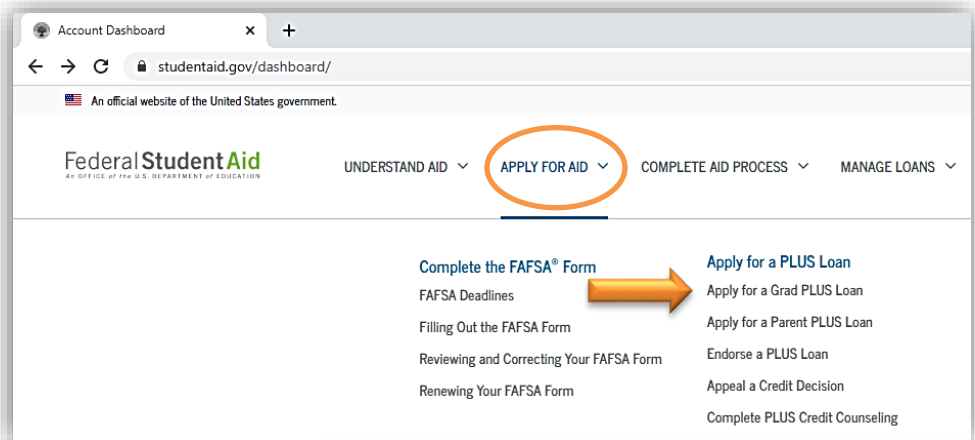 Account Dashboard
studentaid.gov/dashboard/
An official website of the United States government.
Federal Student Aid
An OFFICE of the U.S. DEPARTMENT of EDUCATION
UNDERSTAND AID
APPLY FOR AID
COMPLETE AID PROCESS
MANAGE LOANS
Complete the FAFSA® Form
FAFSA Deadlines
Filling Out the FAFSA Form
Reviewing and Correcting Your FAFSA Form
Renewing Your FAFSA Form
Apply for a PLUS Loan
Apply for a Grad PLUS Loan
Apply for a Parent PLUS Loan
Endorse a PLUS Loan
Appeal a Credit Decision
Complete PLUS Credit Counseling